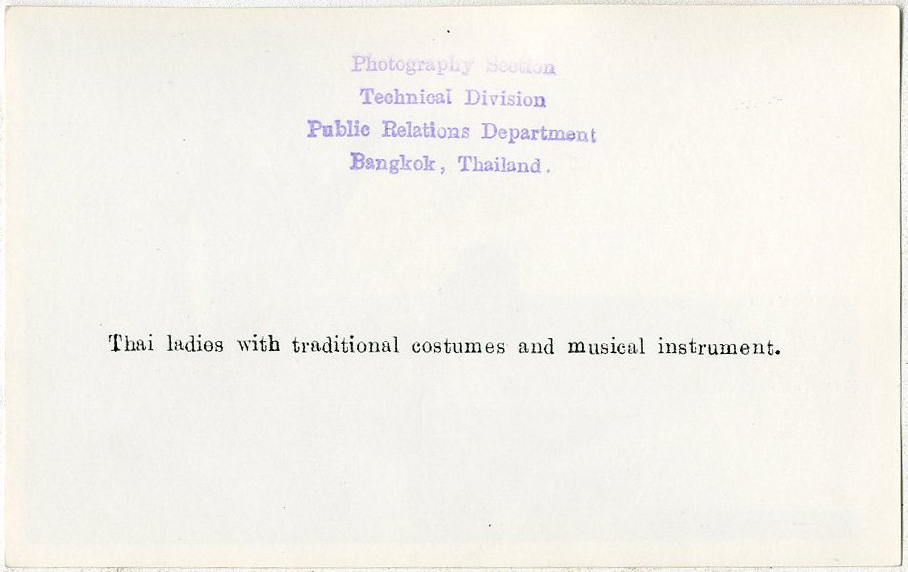 Photography Section
Technical Division
Public Relations Department
Bangkok, Thailand.
Thai ladies with traditional costumes and musical instrument.